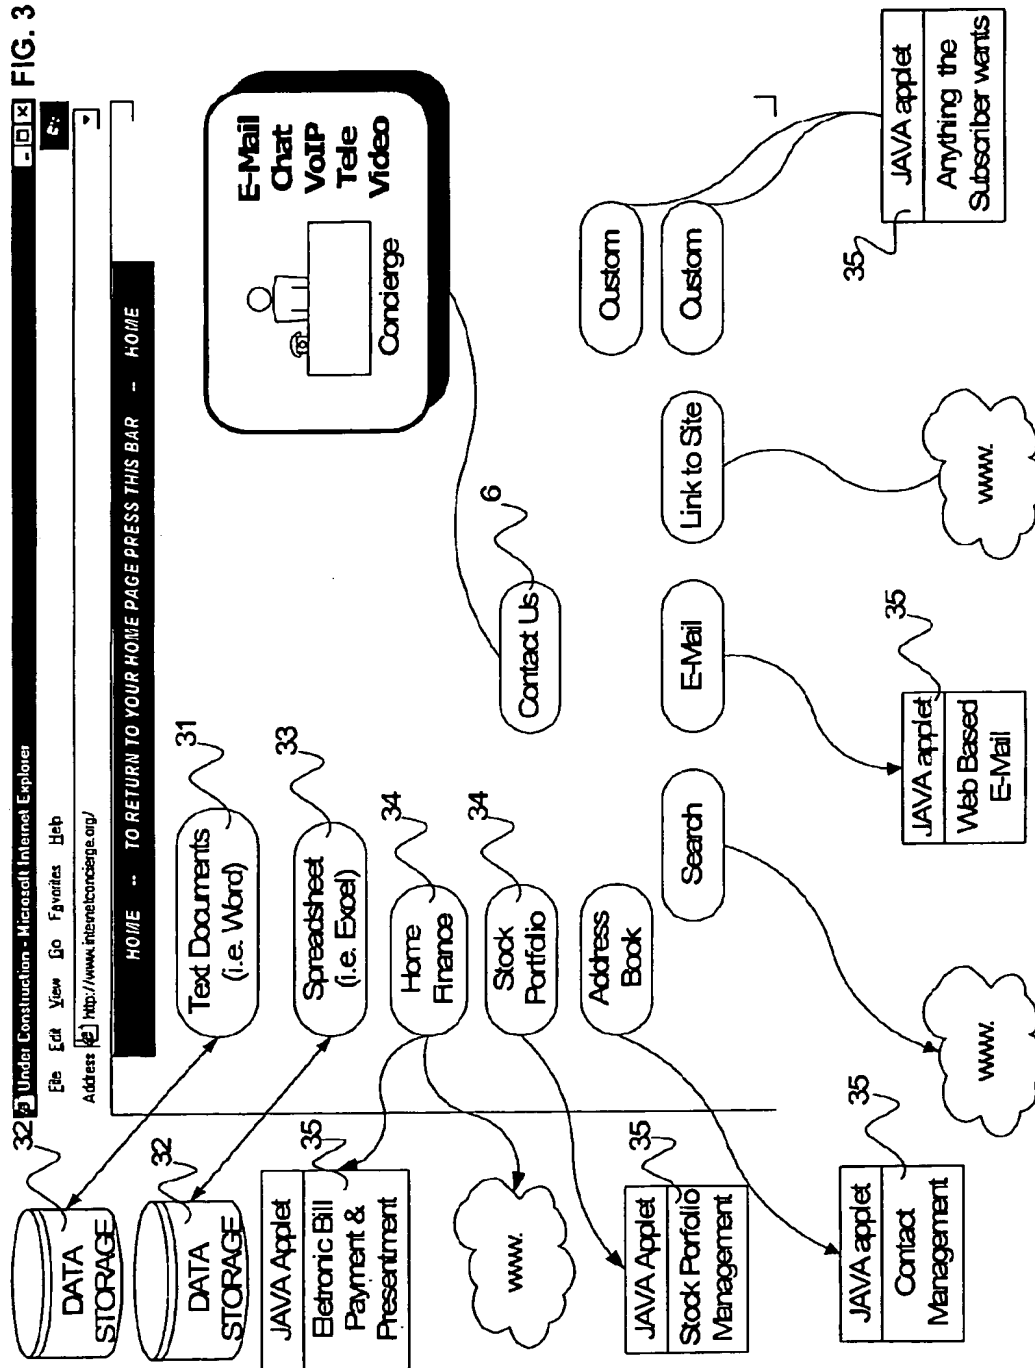 FIG. 3
Under Construction - Microsoft Internet Explorer
File Edit View Go Favorites Help
Address http://www.internetconcierge.org/
HOME -- TO RETURN TO YOUR HOME PAGE PRESS THIS BAR -- HOME
32
DATA
STORAGE
Text Documents
(i.e. Word)
31
E-Mail
Chat
VoIP
Tele
Video
Concierge
32
DATA
STORAGE
Spreadsheet
(i.e. Excel)
33
JAVA Applet
35
Eletronic Bill
Payment &
Presentment
Home
Finance
34
www.
Stock
Portfolio
34
Contact Us
6
JAVA Applet
35
Stock Porfolio
Management
Address
Book
Custom
Custom
Search
E-Mail
Link to Site
JAVA applet
35
Contact
Management
www.
JAVA applet
35
Web Based
E-Mail
www.
35
JAVA applet
Anything the
Subscriber wants